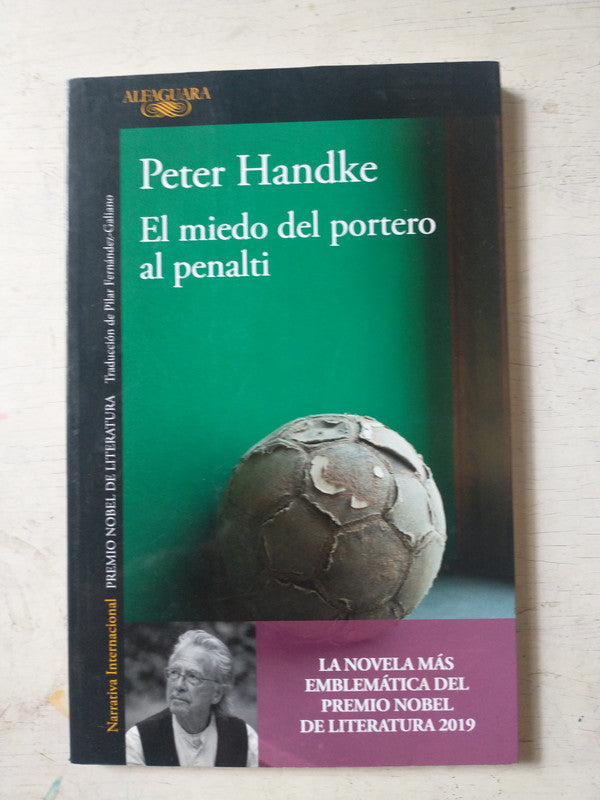 ALFAGUARA
Peter Handke
El miedo del portero
al penalti
Narrativa Internacional PREMIO NOBEL DE LITERATURA Traducción de Pilar Fernández-Galiano
LA NOVELA MÁS
EMBLEMÁTICA DEL
PREMIO NOBEL
DE LITERATURA 2019